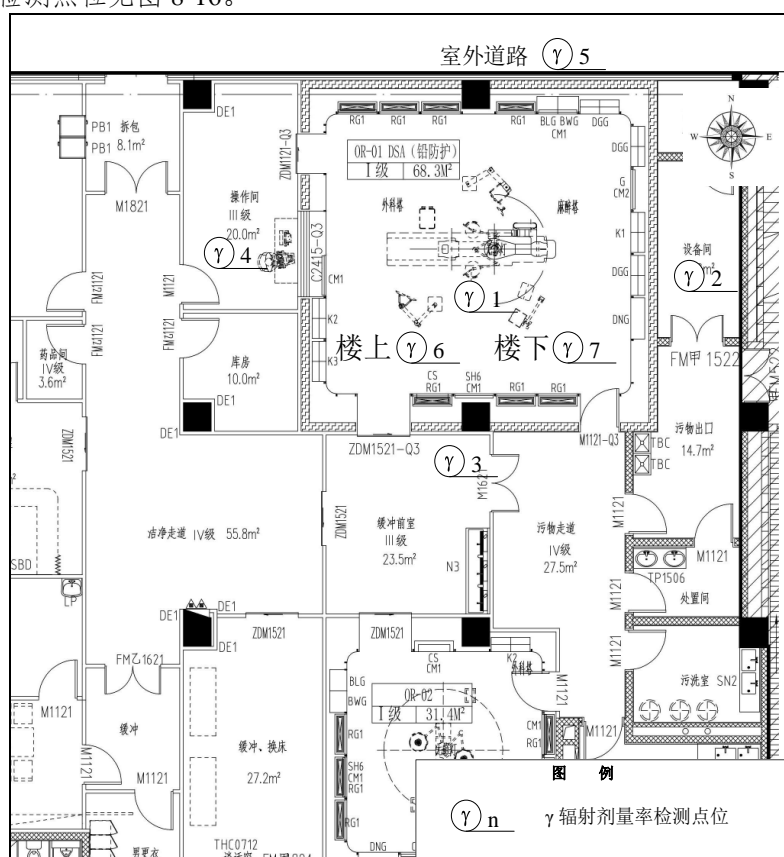 检测点位见图 8-10。
室外道路 γ 5
N
W E
S
DE1
RG1 RG1 RG1 RG1 BLG BWG DGG
CM1
PB1 拆包
PB1 8.1m²
ZDM1121-Q3
OR-01 DSA (铅防护)
I 级 68.3M²
DGG
G
CM2
M1821
操作间
III级
20.0m²
外科塔
麻醉塔
K1
设备间
γ 4
C2415-Q3
γ 2
DGG
CM1
γ 1
FM乙1121
M1121
DNG
K2
楼上 γ 6 楼下 γ 7
FM甲 1522
药品间
IV级
3.6m²
FM乙1121
M1121
库房
10.0m²
K3
CS
RG1
SH6
CM1
RG1 RG1
DE1
DE1
ZDM1521
ZDM1521-Q3
M1121-Q3
TBC
TBC
污物出口
14.7m²
γ 3
M1621
洁净走道 IV级 55.8m²
ZDM1521
缓冲前室
III级
23.5m²
污物走道
IV级
27.5m²
M1121
M1121
SBD
N3
TP1506
LP
处置间
DE1 DE1
DE1
ZDM1521 ZDM1521
M1121
FM乙1621
CS
CM1
K2
外科塔
BLG
BWG
OR-02
I 级 31.4M²
M1121
污洗室 SN2
M1121
缓冲
缓冲、换床
27.2m²
RG1
CM1
RG1
M1121
M1121
M1121
SH6
CM1
RG1
图 例
RG1
γ n γ辐射剂量率检测点位
THC0712
DNG
男更衣